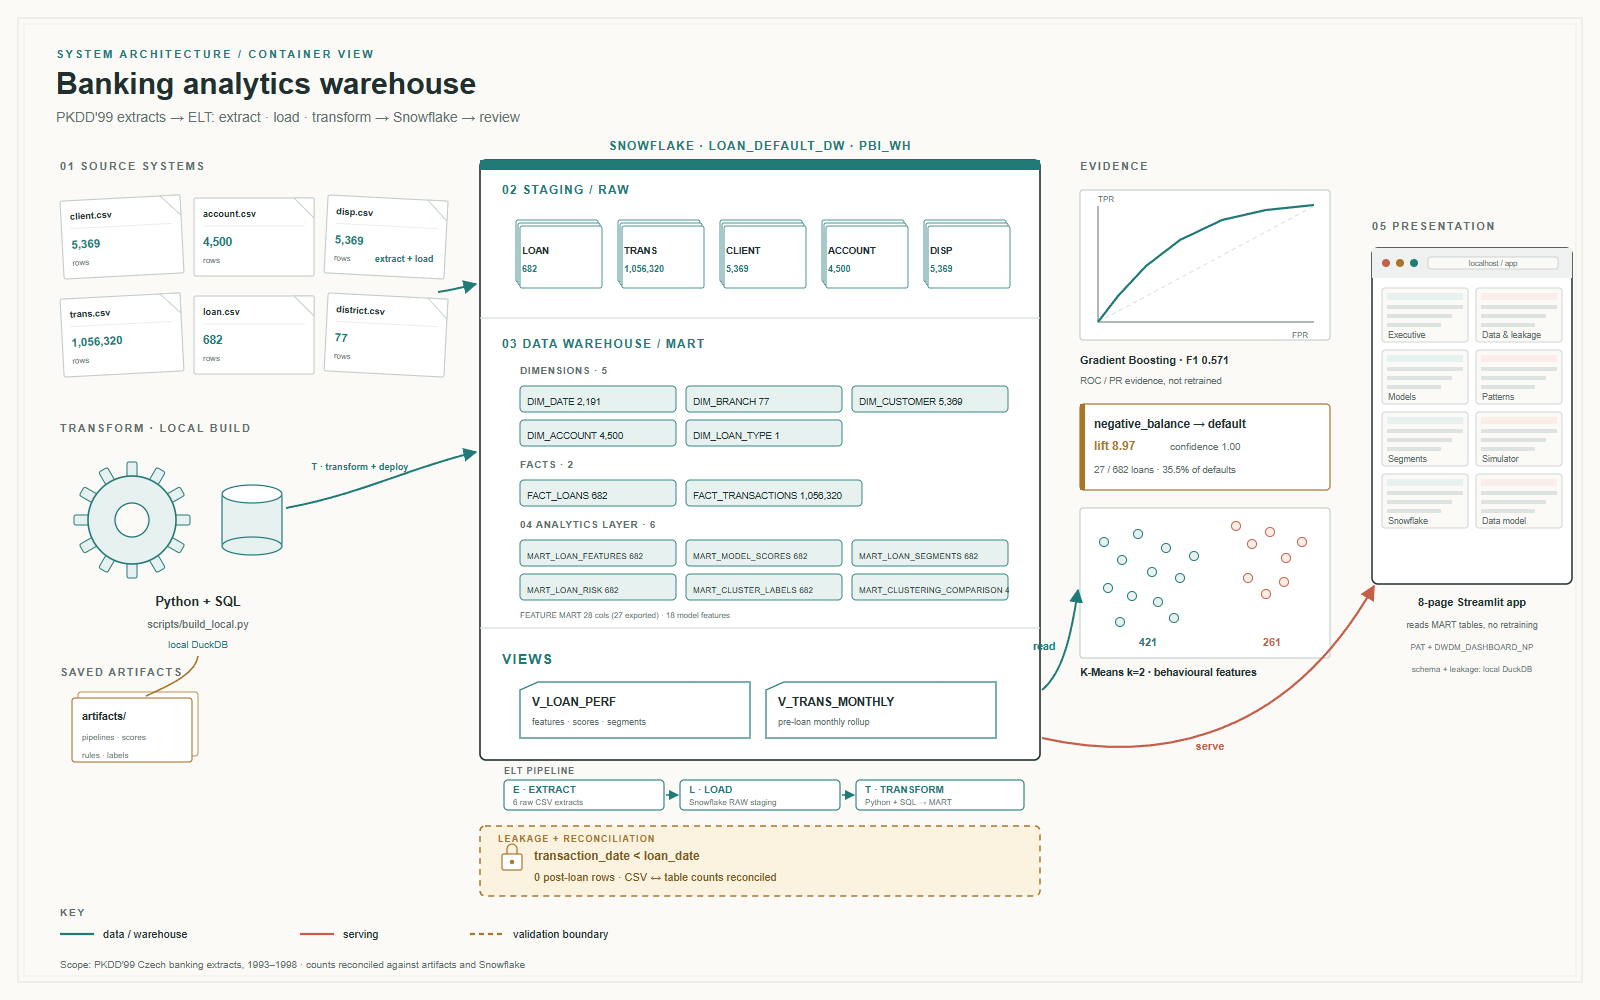 SYSTEM ARCHITECTURE / CONTAINER VIEW
Banking analytics warehouse
PKDD'99 extracts → ELT: extract · load · transform → Snowflake → review
01 SOURCE SYSTEMS
client.csv
5,369
rows
account.csv
4,500
rows
disp.csv
5,369
rows
extract + load
trans.csv
1,056,320
rows
loan.csv
682
rows
district.csv
77
rows
TRANSFORM · LOCAL BUILD
T · transform + deploy
Python + SQL
scripts/build_local.py
local DuckDB
SAVED ARTIFACTS
artifacts/
pipelines · scores
rules · labels
SNOWFLAKE · LOAN_DEFAULT_DW · PBI_WH
02 STAGING / RAW
LOAN
682
TRANS
1,056,320
CLIENT
5,369
ACCOUNT
4,500
DISP
5,369
03 DATA WAREHOUSE / MART
DIMENSIONS · 5
DIM_DATE 2,191
DIM_BRANCH 77
DIM_CUSTOMER 5,369
DIM_ACCOUNT 4,500
DIM_LOAN_TYPE 1
FACTS · 2
FACT_LOANS 682
FACT_TRANSACTIONS 1,056,320
04 ANALYTICS LAYER · 6
MART_LOAN_FEATURES 682
MART_MODEL_SCORES 682
MART_LOAN_SEGMENTS 682
MART_LOAN_RISK 682
MART_CLUSTER_LABELS 682
MART_CLUSTERING_COMPARISON 4
FEATURE MART 28 cols (27 exported) · 18 model features
VIEWS
V_LOAN_PERF
features · scores · segments
V_TRANS_MONTHLY
pre-loan monthly rollup
ELT PIPELINE
E · EXTRACT
6 raw CSV extracts
L · LOAD
Snowflake RAW staging
T · TRANSFORM
Python + SQL → MART
LEAKAGE + RECONCILIATION
transaction_date < loan_date
0 post-loan rows · CSV ↔ table counts reconciled
EVIDENCE
TPR
FPR
Gradient Boosting · F1 0.571
ROC / PR evidence, not retrained
negative_balance → default
lift 8.97
confidence 1.00
27 / 682 loans · 35.5% of defaults
421
261
K-Means k=2 · behavioural features
read
serve
05 PRESENTATION
localhost / app
Executive
Data & leakage
Models
Patterns
Segments
Simulator
Snowflake
Data model
8-page Streamlit app
reads MART tables, no retraining
PAT + DWDM_DASHBOARD_NP
schema + leakage: local DuckDB
KEY
data / warehouse
serving
validation boundary
Scope: PKDD'99 Czech banking extracts, 1993–1998 · counts reconciled against artifacts and Snowflake